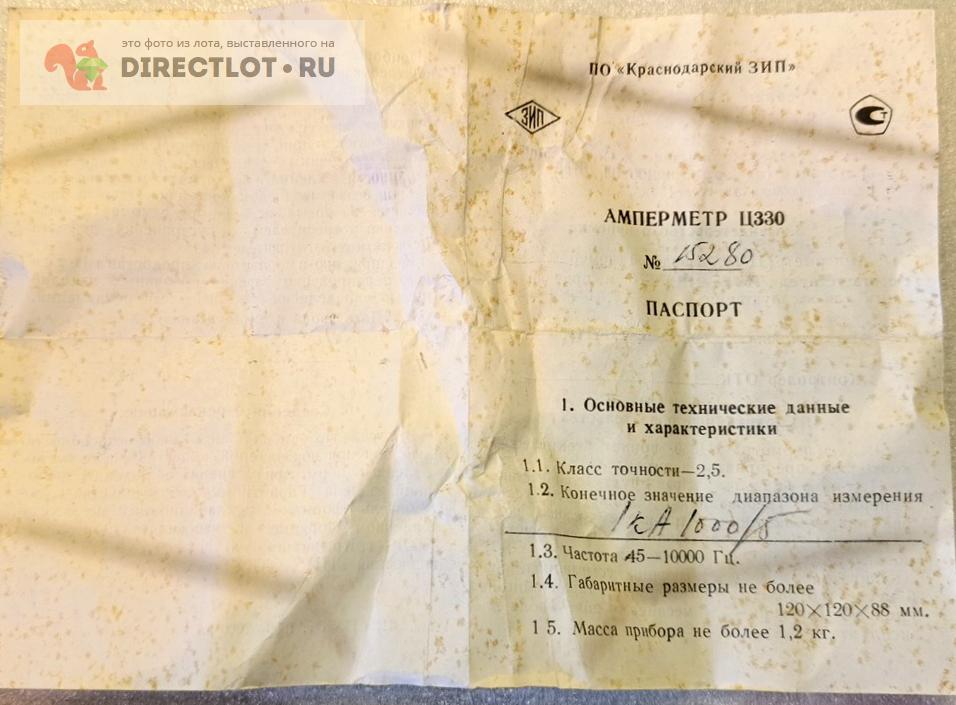 это фото из лота, выставленного на
DIRECTLOT.RU
ПО «Краснодарский ЗИП»
ЗИП
АМПЕРМЕТР Ц330
№ 15280
ПАСПОРТ
1. Основные технические данные
и характеристики
1.1. Класс точности—2,5.
1.2. Конечное значение диапазона измерения
1кА 1000/5
1.3. Частота 45—10000 Гц.
1.4. Габаритные размеры не более
120×120×88 мм.
1 5. Масса прибора не более 1,2 кг.